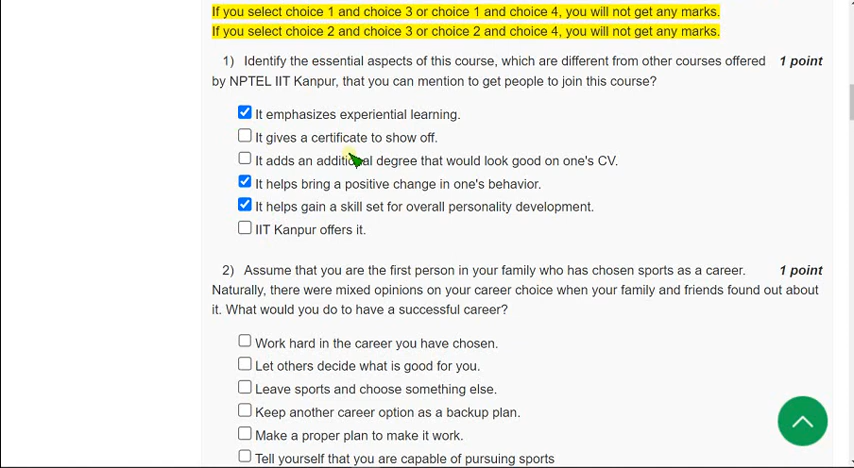 If you select choice 1 and choice 3 or choice 1 and choice 4, you will not get any marks.
If you select choice 2 and choice 3 or choice 2 and choice 4, you will not get any marks.
1) Identify the essential aspects of this course, which are different from other courses offered 1 point
by NPTEL IIT Kanpur, that you can mention to get people to join this course?
It emphasizes experiential learning.
It gives a certificate to show off.
It adds an additional degree that would look good on one's CV.
It helps bring a positive change in one's behavior.
It helps gain a skill set for overall personality development.
IIT Kanpur offers it.
2) Assume that you are the first person in your family who has chosen sports as a career. 1 point
Naturally, there were mixed opinions on your career choice when your family and friends found out about
it. What would you do to have a successful career?
Work hard in the career you have chosen.
Let others decide what is good for you.
Leave sports and choose something else.
Keep another career option as a backup plan.
Make a proper plan to make it work.
Tell yourself that you are capable of pursuing sports